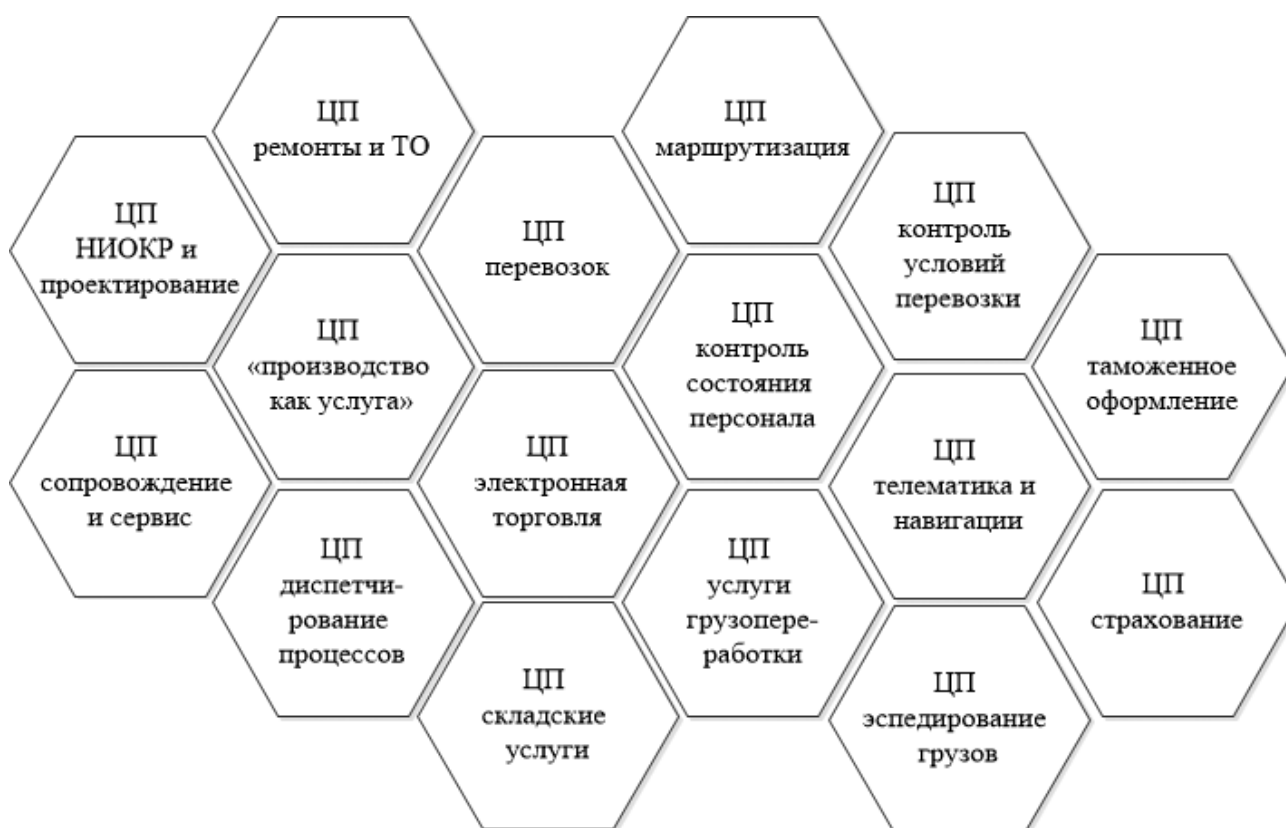 ЦП
ремонты и ТО
ЦП
маршрутизация
ЦП
НИОКР и
проектирование
ЦП
перевозок
ЦП
контроль
условий
перевозки
ЦП
«производство
как услуга»
ЦП
контроль
состояния
персонала
ЦП
таможенное
оформление
ЦП
сопровождение
и сервис
ЦП
электронная
торговля
ЦП
телематика и
навигации
ЦП
диспетчи-
рование
процессов
ЦП
услуги
грузопере-
работки
ЦП
страхование
ЦП
складские
услуги
ЦП
эспедирование
грузов